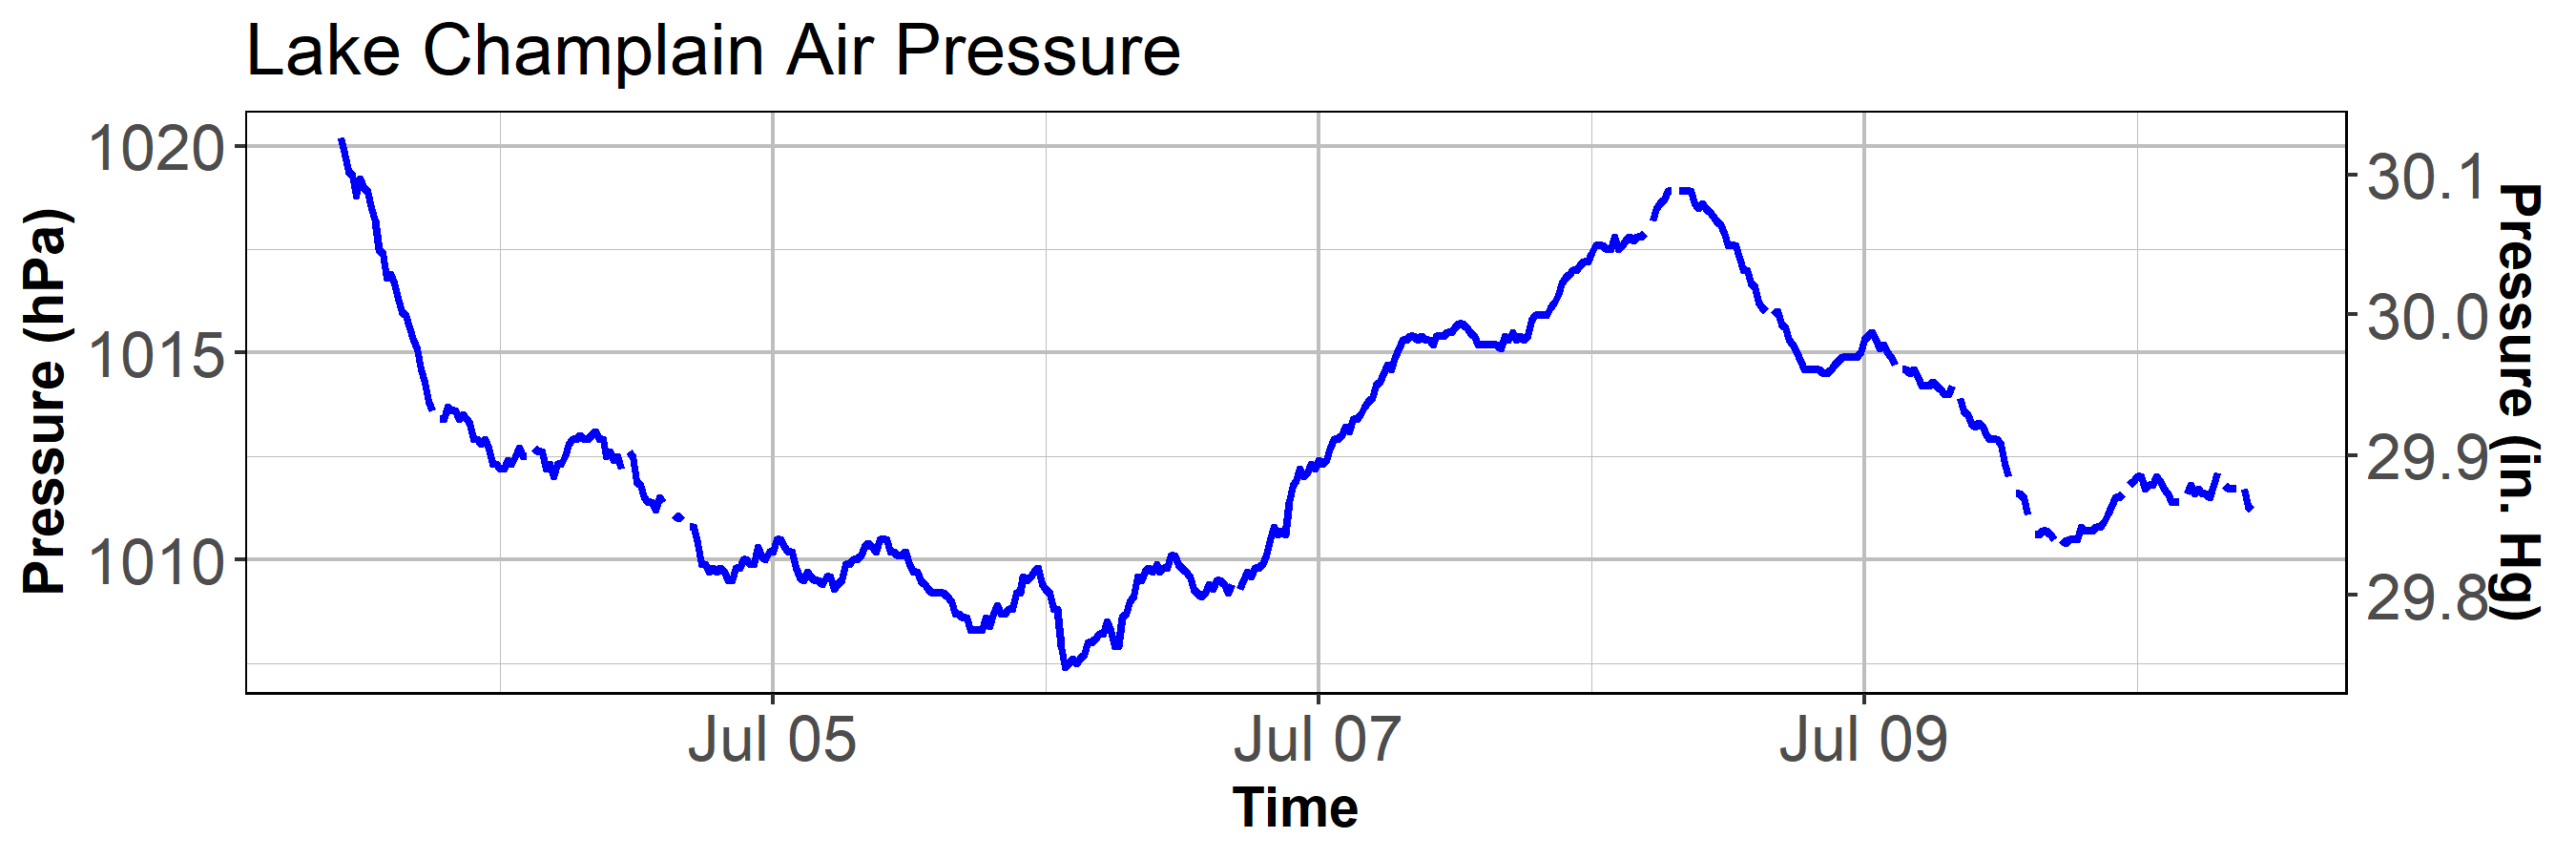 Lake Champlain Air Pressure
1020
1015
1010
Pressure (hPa)
30.1
30.0
29.9
29.8
Pressure (in. Hg)
Jul 05
Jul 07
Jul 09
Time